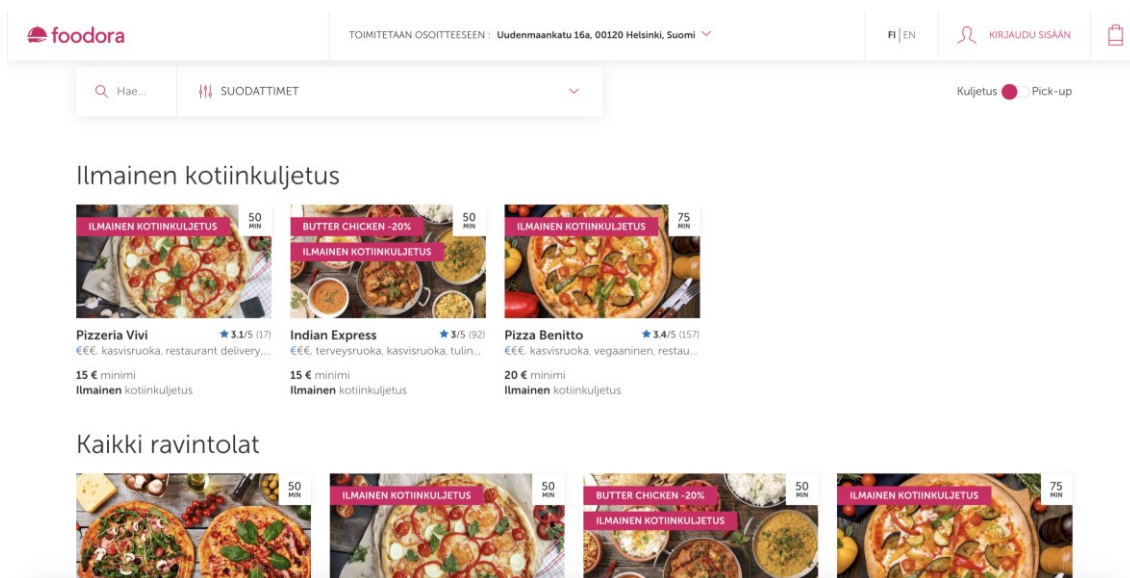 foodora
TOIMITETAAN OSOITTEESEEN : Uudenmaankatu 16a, 00120 Helsinki, Suomi
FI | EN
KIRJAUDU SISÄÄN
Hae...
SUODATTIMET
Kuljetus Pick-up
Ilmainen kotiinkuljetus
ILMAINEN KOTIINKULJETUS
50
MIN
Pizzeria Vivi 3.1/5 (17)
€€€. kasvisruoka, restaurant delivery,...
15 € minimi
Ilmainen kotiinkuljetus
BUTTER CHICKEN -20%
ILMAINEN KOTIINKULJETUS
50
MIN
Indian Express 3/5 (92)
€€€. terveysruoka, kasvisruoka, tulin...
15 € minimi
Ilmainen kotiinkuljetus
ILMAINEN KOTIINKULJETUS
75
MIN
Pizza Benitto 3.4/5 (157)
€€€. kasvisruoka, vegaaninen, restau...
20 € minimi
Ilmainen kotiinkuljetus
Kaikki ravintolat
50
MIN
ILMAINEN KOTIINKULJETUS
50
MIN
BUTTER CHICKEN -20%
ILMAINEN KOTIINKULJETUS
50
MIN
ILMAINEN KOTIINKULJETUS
75
MIN